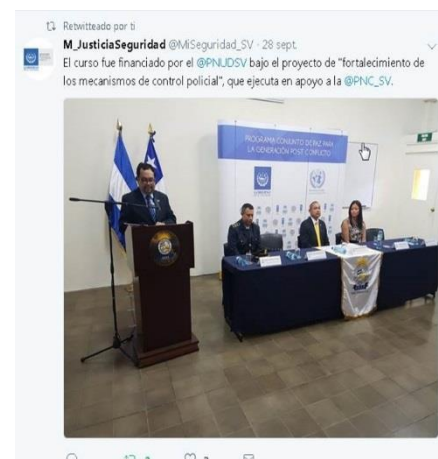 Retwitteado por ti
M_JusticiaSeguridad @MiSeguridad_SV · 28 sept.
El curso fue financiado por el @PNUDSV bajo el proyecto de "fortalecimiento de
los mecanismos de control policial", que ejecuta en apoyo a la @PNC_SV.
PROGRAMA CONJUNTO DE PAZ PARA
LA GENERACIÓN POST CONFLICTO